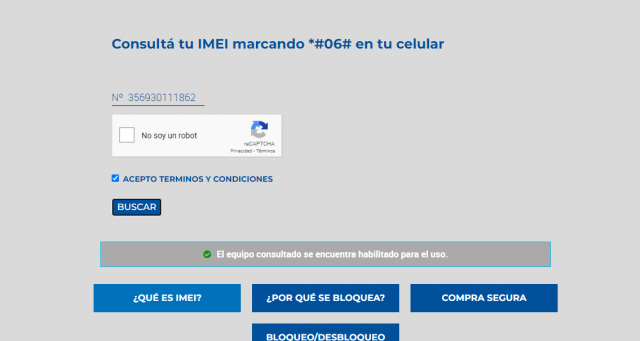 Consultá tu IMEI marcando *#06# en tu celular
Nº 356930111862
No soy un robot
reCAPTCHA
Privacidad - Términos
ACEPTO TERMINOS Y CONDICIONES
BUSCAR
El equipo consultado se encuentra habilitado para el uso.
¿QUÉ ES IMEI? ¿POR QUÉ SE BLOQUEA? COMPRA SEGURA
BLOQUEO/DESBLOQUEO